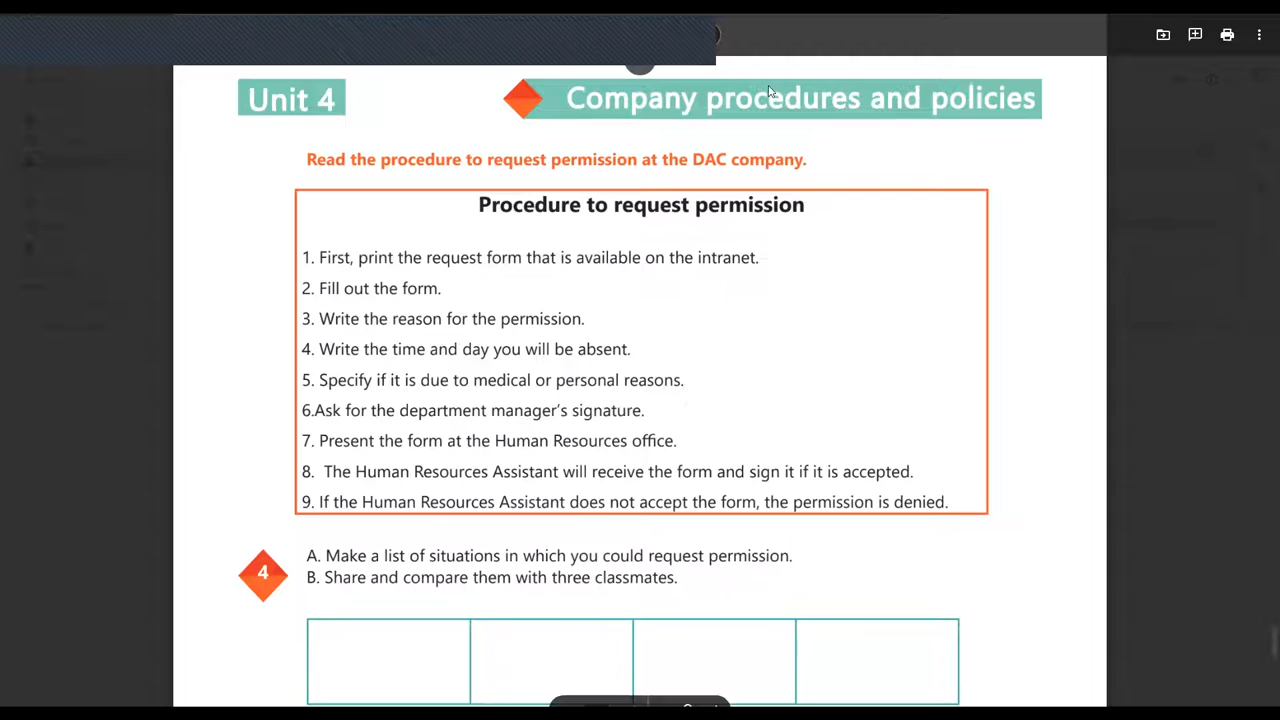 Unit 4
Company procedures and policies
Read the procedure to request permission at the DAC company.
Procedure to request permission
1. First, print the request form that is available on the intranet.
2. Fill out the form.
3. Write the reason for the permission.
4. Write the time and day you will be absent.
5. Specify if it is due to medical or personal reasons.
6.Ask for the department manager's signature.
7. Present the form at the Human Resources office.
8.  The Human Resources Assistant will receive the form and sign it if it is accepted.
9. If the Human Resources Assistant does not accept the form, the permission is denied.
4
A. Make a list of situations in which you could request permission.
B. Share and compare them with three classmates.